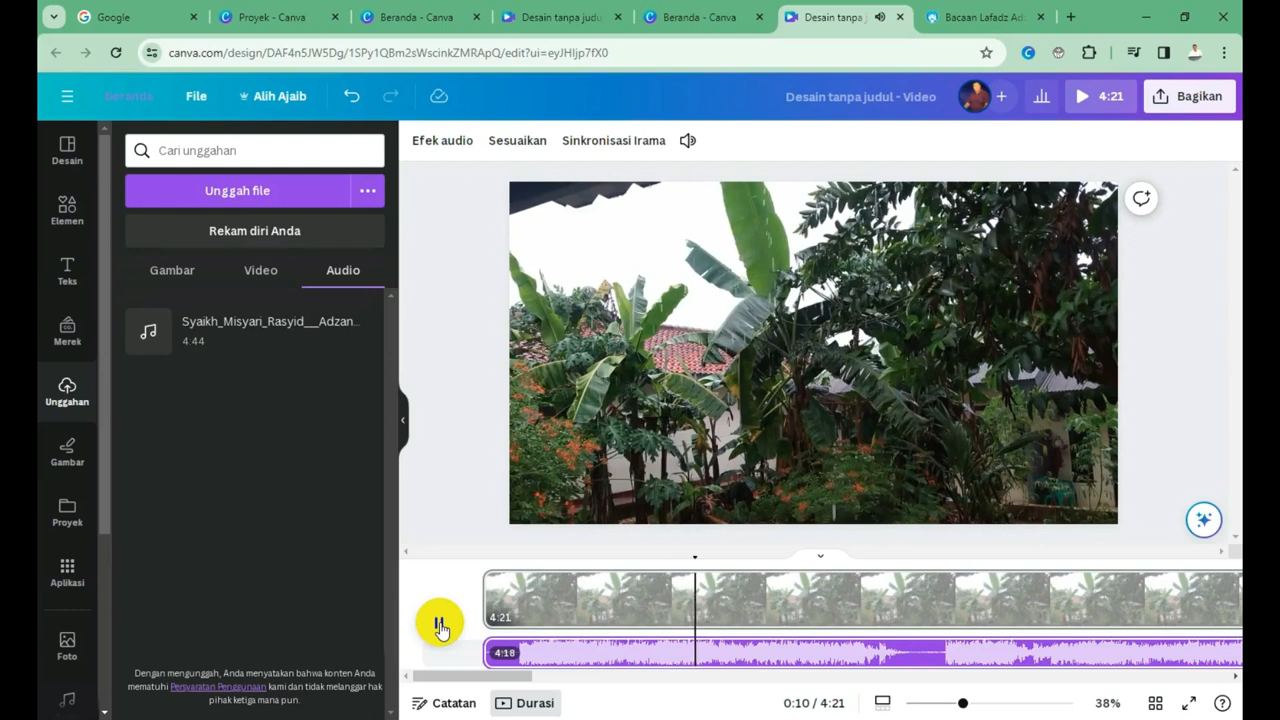 Google
Proyek - Canva
Beranda - Canva
Desain tanpa judu
Beranda - Canva
Desain tanpa j
Bacaan Lafadz Adz
canva.com/design/DAF4n5JW5Dg/1SPy1QBm2sWscinkZMRApQ/edit?ui=eyJHIjp7fX0
Beranda
File
Alih Ajaib
Desain tanpa judul - Video
4:21
Bagikan
Desain
Elemen
Teks
Merek
Unggahan
Gambar
Proyek
Aplikasi
Foto
Cari unggahan
Unggah file
Rekam diri Anda
Gambar
Video
Audio
Syaikh_Misyari_Rasyid___Adzan...
4:44
Dengan mengunggah, Anda menyatakan bahwa konten Anda
mematuhi Persyaratan Penggunaan kami dan tidak melanggar hak
pihak ketiga mana pun.
Efek audio
Sesuaikan
Sinkronisasi Irama
4:21
4:18
Catatan
Durasi
0:10 / 4:21
38%